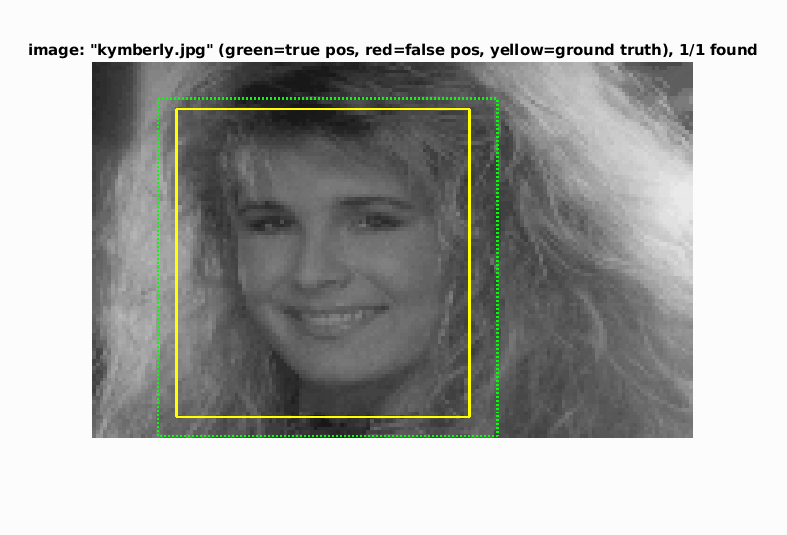 image: "kymberly.jpg" (green=true pos, red=false pos, yellow=ground truth), 1/1 found